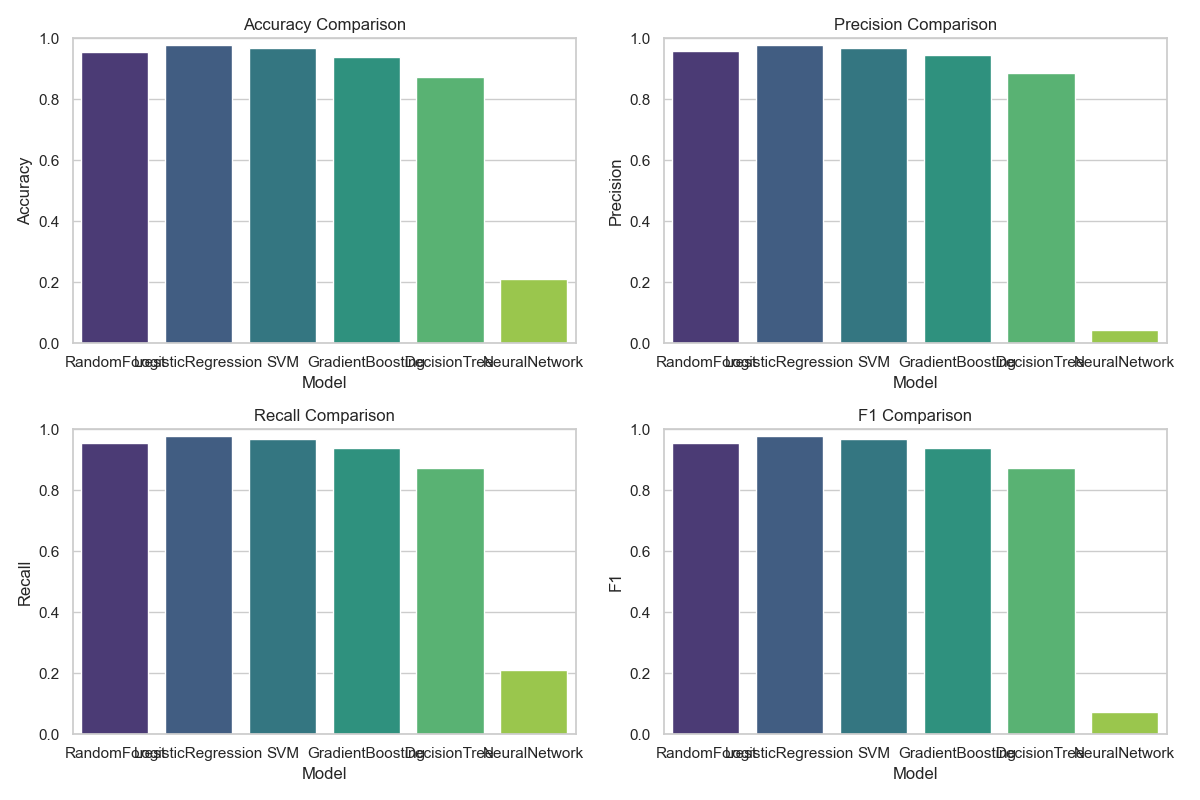 Accuracy Comparison
1.0
0.8
0.6
0.4
0.2
0.0
Accuracy
RandomForest LogisticRegression SVM GradientBoosting DecisionTree NeuralNetwork
Model
Precision Comparison
1.0
0.8
0.6
0.4
0.2
0.0
Precision
RandomForest LogisticRegression SVM GradientBoosting DecisionTree NeuralNetwork
Model
Recall Comparison
1.0
0.8
0.6
0.4
0.2
0.0
Recall
RandomForest LogisticRegression SVM GradientBoosting DecisionTree NeuralNetwork
Model
F1 Comparison
1.0
0.8
0.6
0.4
0.2
0.0
F1
RandomForest LogisticRegression SVM GradientBoosting DecisionTree NeuralNetwork
Model